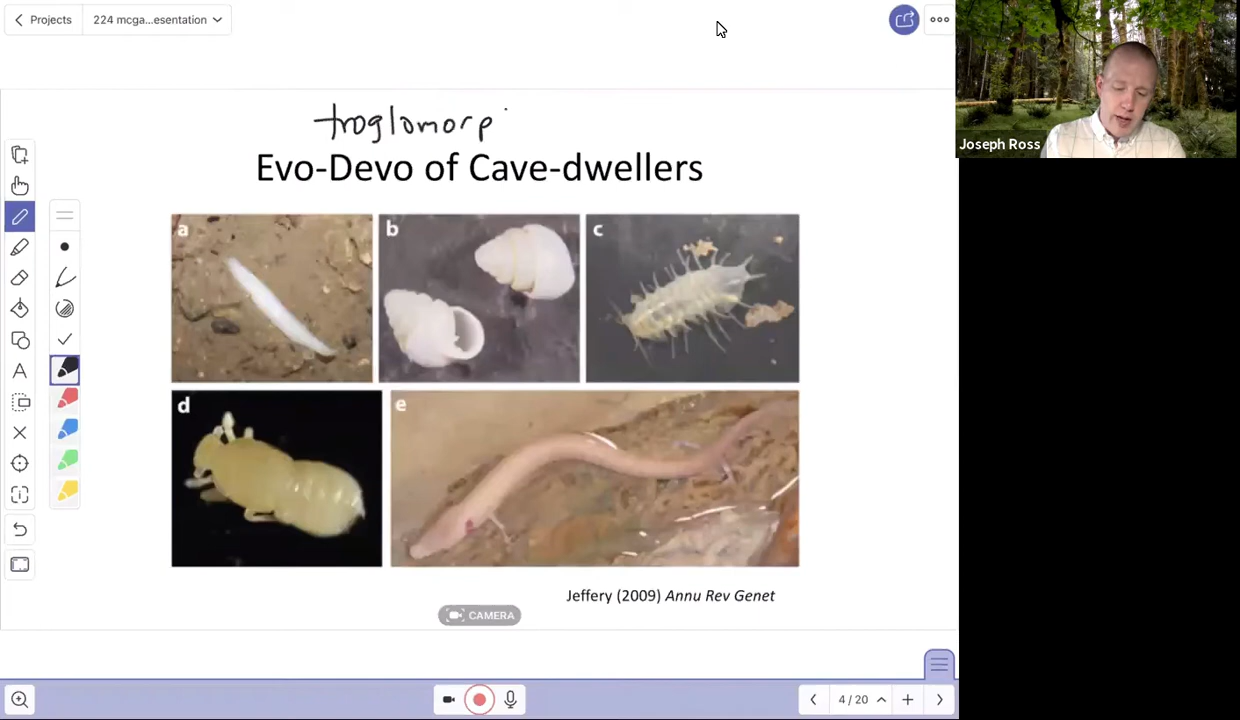 Projects
224 mcga...esentation
Joseph Ross
troglomorp
Evo-Devo of Cave-dwellers
a
b
c
d
e
Jeffery (2009) Annu Rev Genet
CAMERA
4/20